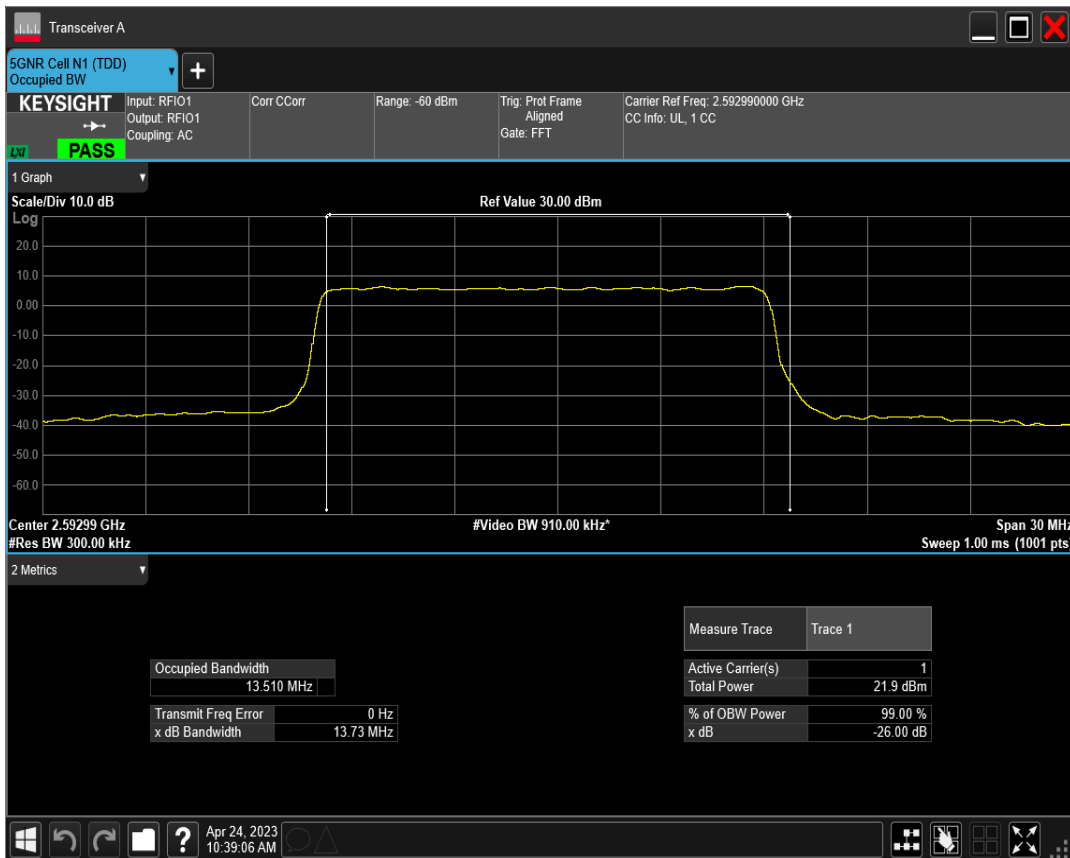 Transceiver A
5GNR Cell N1 (TDD)
Occupied BW
+
KEYSIGHT
LXI
PASS
Input: RFIO1
Output: RFIO1
Coupling: AC
Corr CCorr
Range: -60 dBm
Trig: Prot Frame
Aligned
Gate: FFT
Carrier Ref Freq: 2.592990000 GHz
CC Info: UL, 1 CC
1 Graph
Scale/Div 10.0 dB
Ref Value 30.00 dBm
Log
20.0
10.0
0.00
-10.0
-20.0
-30.0
-40.0
-50.0
-60.0
Center 2.59299 GHz
#Video BW 910.00 kHz*
Span 30 MHz
#Res BW 300.00 kHz
Sweep 1.00 ms (1001 pts)
2 Metrics
Measure Trace Trace 1
Occupied Bandwidth
13.510 MHz
Active Carrier(s) 1
Total Power 21.9 dBm
Transmit Freq Error 0 Hz
x dB Bandwidth 13.73 MHz
% of OBW Power 99.00 %
x dB -26.00 dB
?
Apr 24, 2023
10:39:06 AM